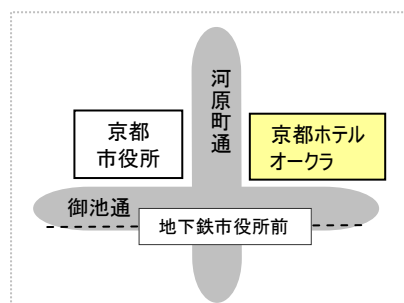 河原町通
京都
市役所
京都ホテル
オークラ
御池通
地下鉄市役所前